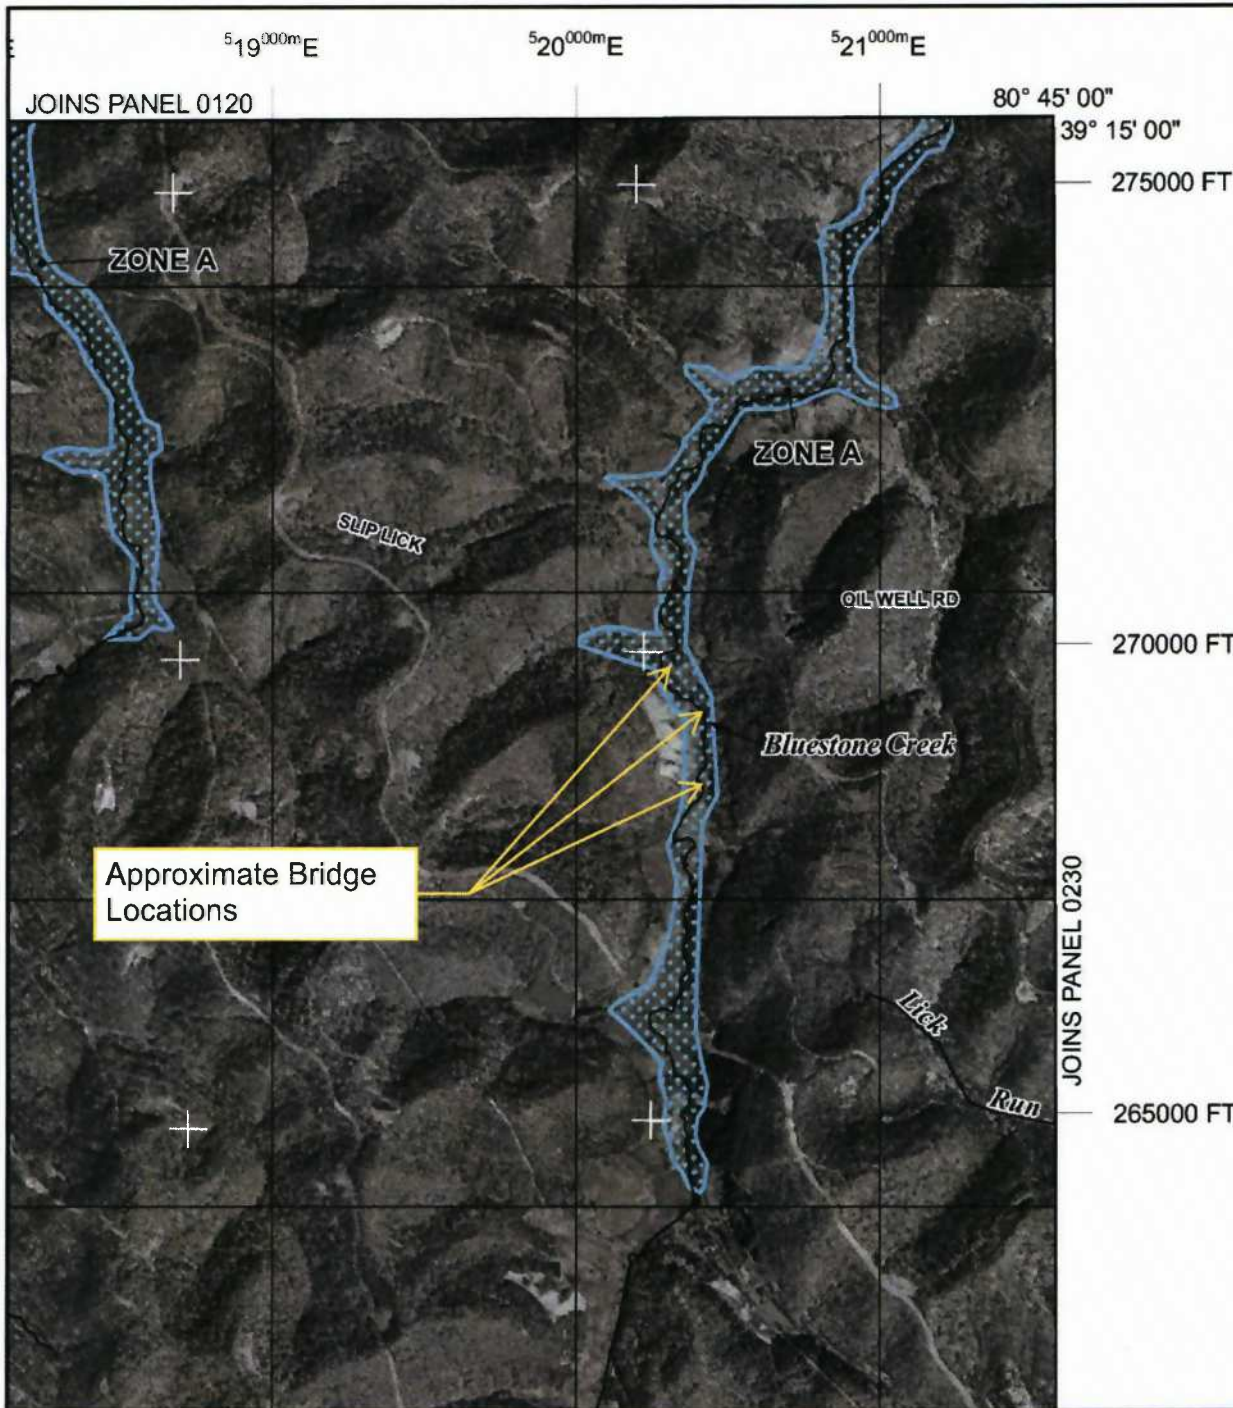 519000mE
520000mE
521000mE
JOINS PANEL 0120
80° 45' 00"
39° 15' 00"
275000 FT
ZONE A
ZONE A
SLIP LICK
OIL WELL RD
270000 FT
Bluestone Creek
Approximate Bridge
Locations
JOINS PANEL 0230
Lick
Run
265000 FT